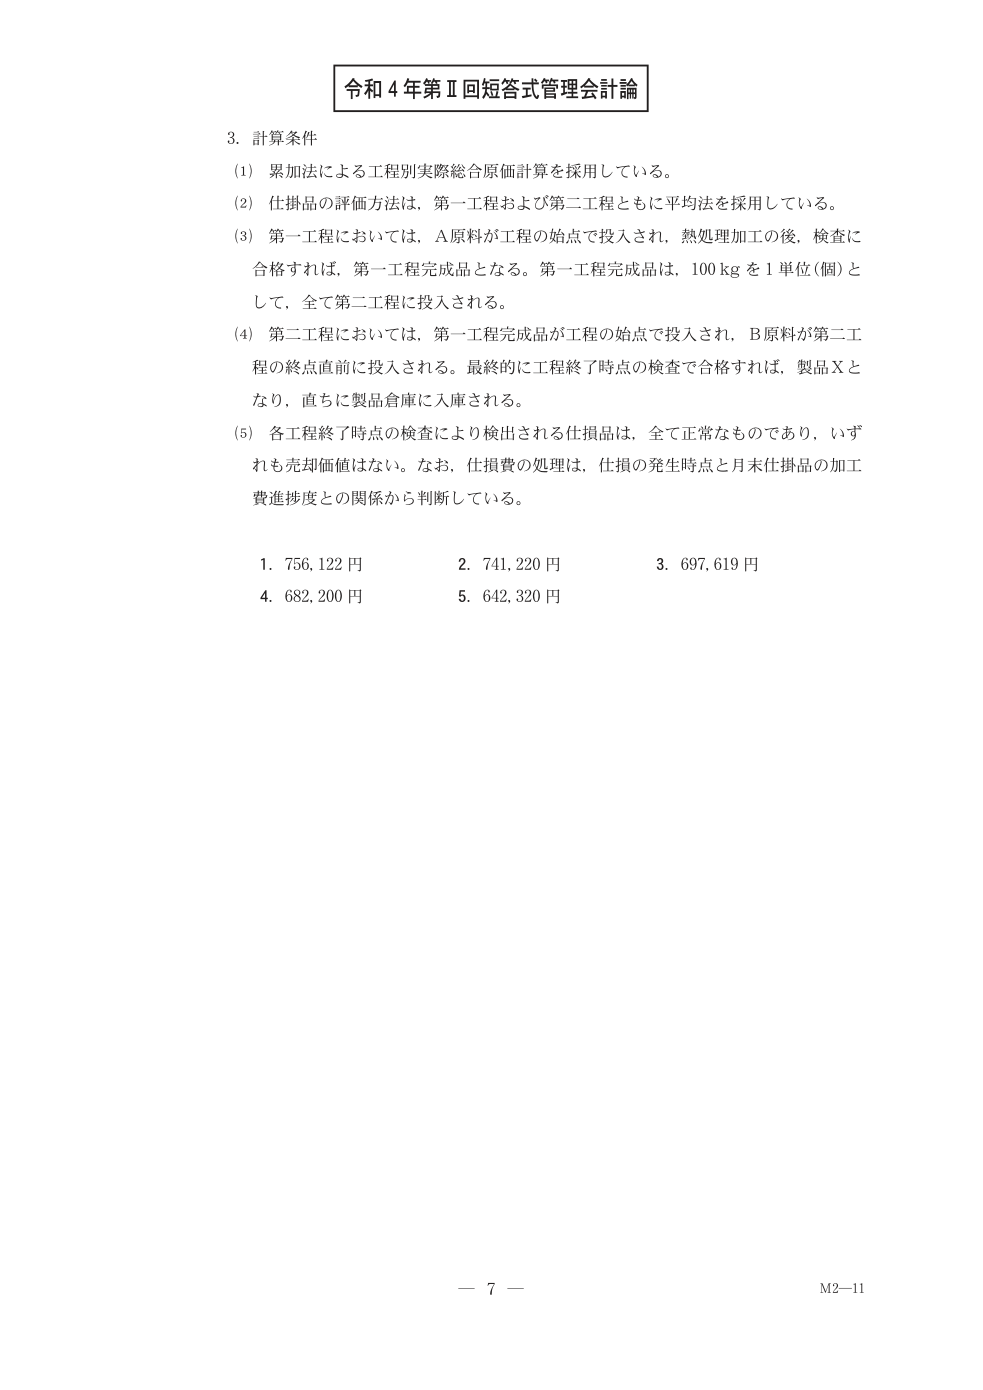 令和4年第Ⅱ回短答式管理会計論
3．計算条件
⑴　累加法による工程別実際総合原価計算を採用している。
⑵　仕掛品の評価方法は，第一工程および第二工程ともに平均法を採用している。
⑶　第一工程においては，Ａ原料が工程の始点で投入され，熱処理加工の後，検査に
合格すれば，第一工程完成品となる。第一工程完成品は，100 kg を 1 単位(個)と
して，全て第二工程に投入される。
⑷　第二工程においては，第一工程完成品が工程の始点で投入され，Ｂ原料が第二工
程の終点直前に投入される。最終的に工程終了時点の検査で合格すれば，製品Ｘと
なり，直ちに製品倉庫に入庫される。
⑸　各工程終了時点の検査により検出される仕損品は，全て正常なものであり，いず
れも売却価値はない。なお，仕損費の処理は，仕損の発生時点と月末仕掛品の加工
費進捗度との関係から判断している。
1．756,122 円　2．741,220 円　3．697,619 円
4．682,200 円　5．642,320 円
― 7 ―　M2―11